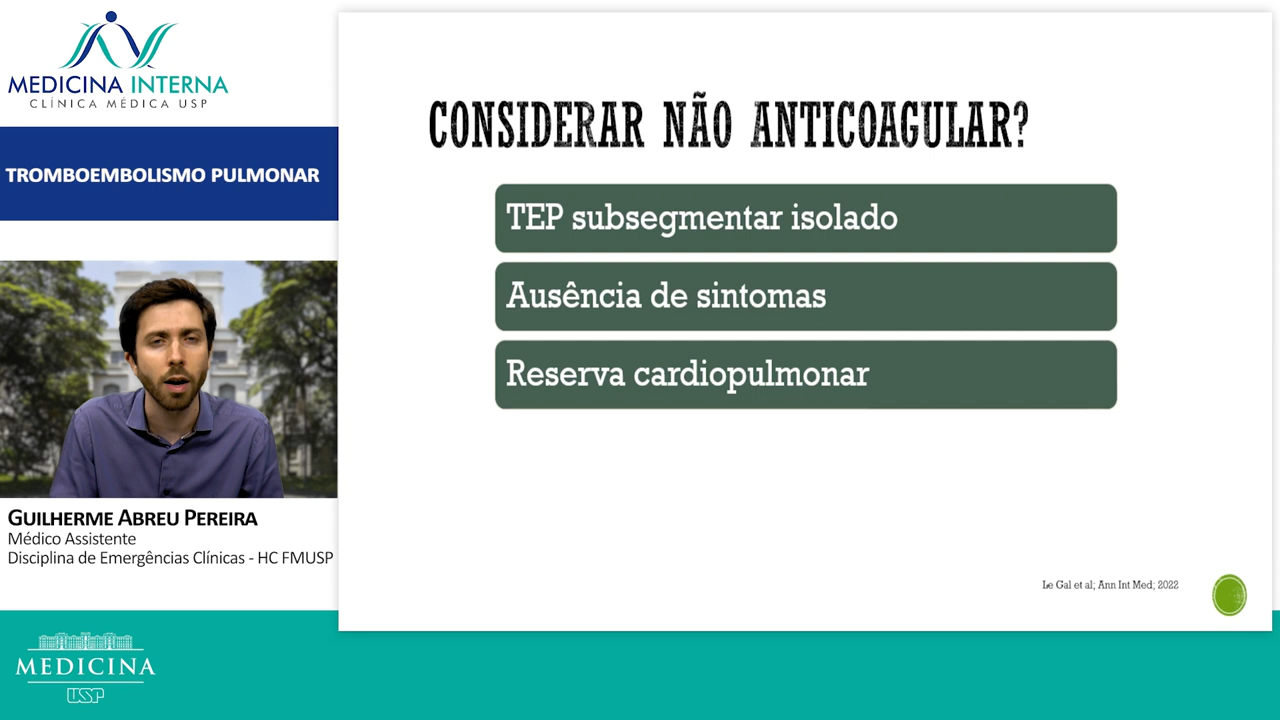 MEDICINA INTERNA
CLÍNICA MÉDICA USP
TROMBOEMBOLISMO PULMONAR
GUILHERME ABREU PEREIRA
Médico Assistente
Disciplina de Emergências Clínicas - HC FMUSP
MEDICINA
USP
CONSIDERAR NÃO ANTICOAGULAR?
TEP subsegmentar isolado
Ausência de sintomas
Reserva cardiopulmonar
Le Gal et al; Ann Int Med; 2022